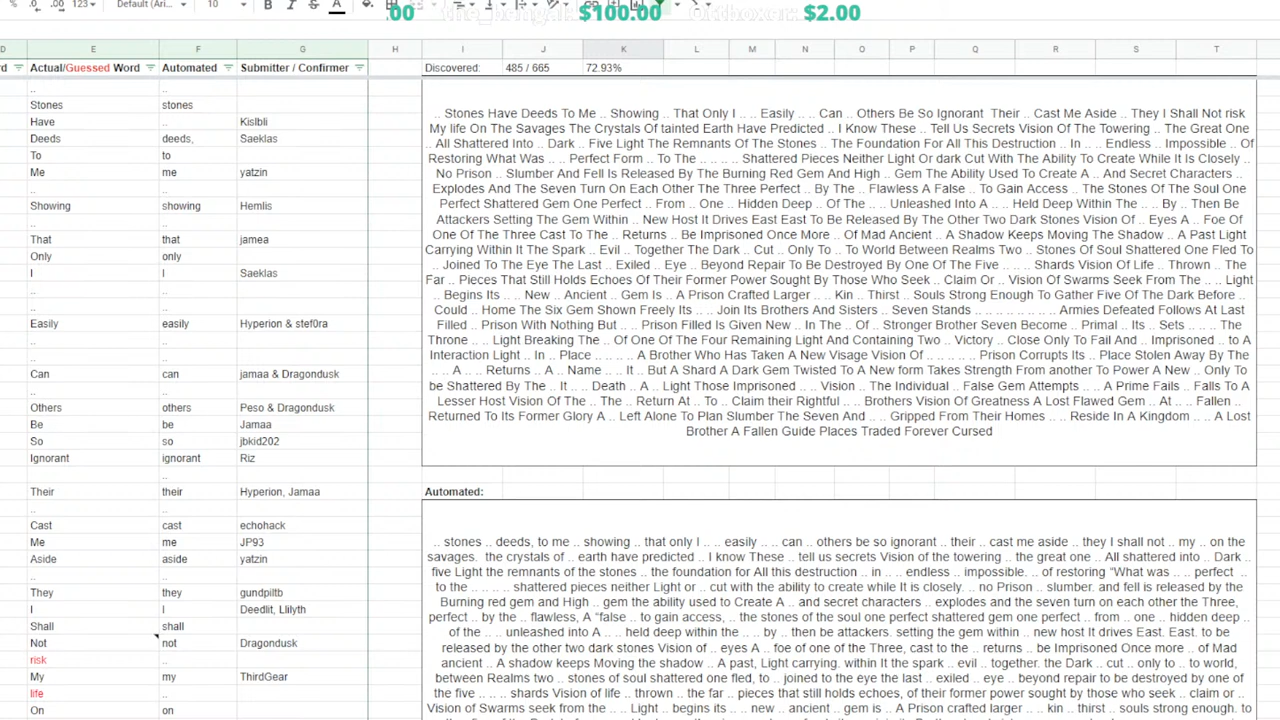 .00 the_bengal: $100.00 $2.00
% 123 Default (Ari... 10 B I S A
D E F G H I J K L M N O P Q R S T
rd Actual/Guessed Word Automated Submitter / Confirmer Discovered: 485 / 665 72.93%
.. ..
Stones stones
Have .. Kislbli
Deeds deeds, Saeklas
To to
Me me yatzin
.. ..
Showing showing Hemlis
.. ..
That that jamea
Only only
I I Saeklas
.. ..
.. ..
Easily easily Hyperion & stef0ra
.. ..
.. ..
Can can jamaa & Dragondusk
.. ..
Others others Peso & Dragondusk
Be be Jamaa
So so jbkid202
Ignorant ignorant Riz
..
Their their Hyperion, Jamaa
.. ..
Cast cast echohack
Me me JP93
Aside aside yatzin
.. ..
They they gundpiltb
I I Deedlit, Llilyth
Shall shall
Not not Dragondusk
risk ..
My my ThirdGear
life ..
On on
.. Stones Have Deeds To Me .. Showing .. That Only I .. .. Easily .. .. Can .. Others Be So Ignorant Their .. Cast Me Aside .. They I Shall Not risk
My life On The Savages The Crystals Of tainted Earth Have Predicted .. I Know These .. Tell Us Secrets Vision Of The Towering .. The Great One
.. All Shattered Into .. Dark .. Five Light The Remnants Of The Stones .. The Foundation For All This Destruction .. In .. Endless .. Impossible .. Of
Restoring What Was .. .. Perfect Form .. To The .. .. .. .. Shattered Pieces Neither Light Or dark Cut With The Ability To Create While It Is Closely ..
No Prison .. Slumber And Fell Is Released By The Burning Red Gem And High .. Gem The Ability Used To Create A .. And Secret Characters ..
Explodes And The Seven Turn On Each Other The Three Perfect .. By The .. Flawless A False .. To Gain Access .. The Stones Of The Soul One
Perfect Shattered Gem One Perfect .. From .. One .. Hidden Deep .. Of The .. .. Unleashed Into A .. .. Held Deep Within The .. .. By .. Then Be
Attackers Setting The Gem Within .. New Host It Drives East East To Be Released By The Other Two Dark Stones Vision Of .. Eyes A .. Foe Of
One Of The Three Cast To The .. Returns .. Be Imprisoned Once More .. Of Mad Ancient .. A Shadow Keeps Moving The Shadow .. A Past Light
Carrying Within It The Spark .. Evil .. Together The Dark .. Cut .. Only To .. To World Between Realms Two .. Stones Of Soul Shattered One Fled To
.. Joined To The Eye The Last .. Exiled .. Eye .. Beyond Repair To Be Destroyed By One Of The Five .. .. .. Shards Vision Of Life .. Thrown .. The
Far .. Pieces That Still Holds Echoes Of Their Former Power Sought By Those Who Seek .. Claim Or .. Vision Of Swarms Seek From The .. .. Light
.. Begins Its .. .. New .. Ancient .. Gem Is .. A Prison Crafted Larger .. .. Kin .. Thirst .. Souls Strong Enough To Gather Five Of The Dark Before ..
Could .. Home The Six Gem Shown Freely Its .. .. Join Its Brothers And Sisters .. Seven Stands .. .. .. .. Armies Defeated Follows At Last
Filled .. Prison With Nothing But .. .. Prison Filled Is Given New .. In The .. Of .. Stronger Brother Seven Become .. Primal .. Its .. Sets .. .. The
Throne .. .. Light Breaking The .. Of One Of The Four Remaining Light And Containing Two .. Victory .. Close Only To Fail And .. Imprisoned .. to A
Interaction Light .. In .. Place .. .. .. .. A Brother Who Has Taken A New Visage Vision Of .. .. .. .. .. Prison Corrupts Its .. Place Stolen Away By The
.. .. A .. .. Returns .. A .. Name .. .. It .. But A Shard A Dark Gem Twisted To A New form Takes Strength From another To Power A New .. Only To
be Shattered By The .. It .. .. Death .. A .. Light Those Imprisoned .. .. Vision .. The Individual .. False Gem Attempts .. .. A Prime Fails .. Falls To A
Lesser Host Vision Of The .. The .. Return At .. To .. Claim their Rightful .. .. Brothers Vision Of Greatness A Lost Flawed Gem .. At .. .. Fallen ..
Returned To Its Former Glory A .. Left Alone To Plan Slumber The Seven And .. .. Gripped From Their Homes .. .. Reside In A Kingdom .. .. A Lost
Brother A Fallen Guide Places Traded Forever Cursed
Automated:
.. stones .. deeds, to me .. showing .. that only I .. .. easily .. .. can .. others be so ignorant .. their .. cast me aside .. they I shall not .. my .. on the
savages. the crystals of .. earth have predicted .. I know These .. tell us secrets Vision of the towering .. the great one .. All shattered into .. Dark ..
five Light the remnants of the stones .. the foundation for All this destruction .. in .. endless .. impossible. .. of restoring “What was .. .. perfect ..
to the .. .. .. .. shattered pieces neither Light or .. cut with the ability to create while It is closely. .. no Prison .. slumber. and fell is released by the
Burning red gem and High .. gem the ability used to Create A .. and secret characters .. explodes and the seven turn on each other the Three,
perfect .. by the .. flawless, A “false .. to gain access, .. the stones of the soul one perfect shattered gem one perfect .. from .. one .. hidden deep ..
of the .. .. unleashed into A .. .. held deep within the .. .. by .. then be attackers. setting the gem within .. new host It drives East. East. to be
released by the other two dark stones Vision of .. eyes A .. foe of one of the Three, cast to the .. returns .. be Imprisoned Once more .. of Mad
ancient .. A shadow keeps Moving the shadow .. A past, Light carrying. within It the spark .. evil .. together. the Dark .. cut .. only to .. to world,
between Realms two .. stones of soul shattered one fled, to .. joined to the eye the last .. exiled .. eye .. beyond repair to be destroyed by one of
the five .. .. .. shards Vision of life .. thrown .. the far .. pieces that still holds echoes, of their former power sought by those who seek .. claim or ..
Vision of Swarms seek from the .. .. Light .. begins its .. .. new .. ancient .. gem is .. A Prison crafted larger .. .. kin .. thirst .. souls strong enough. to